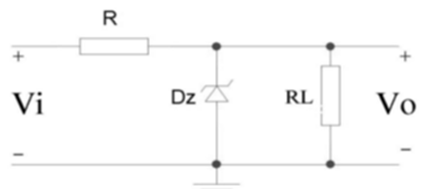 R
+ +
Vi Dz RL Vo
− −